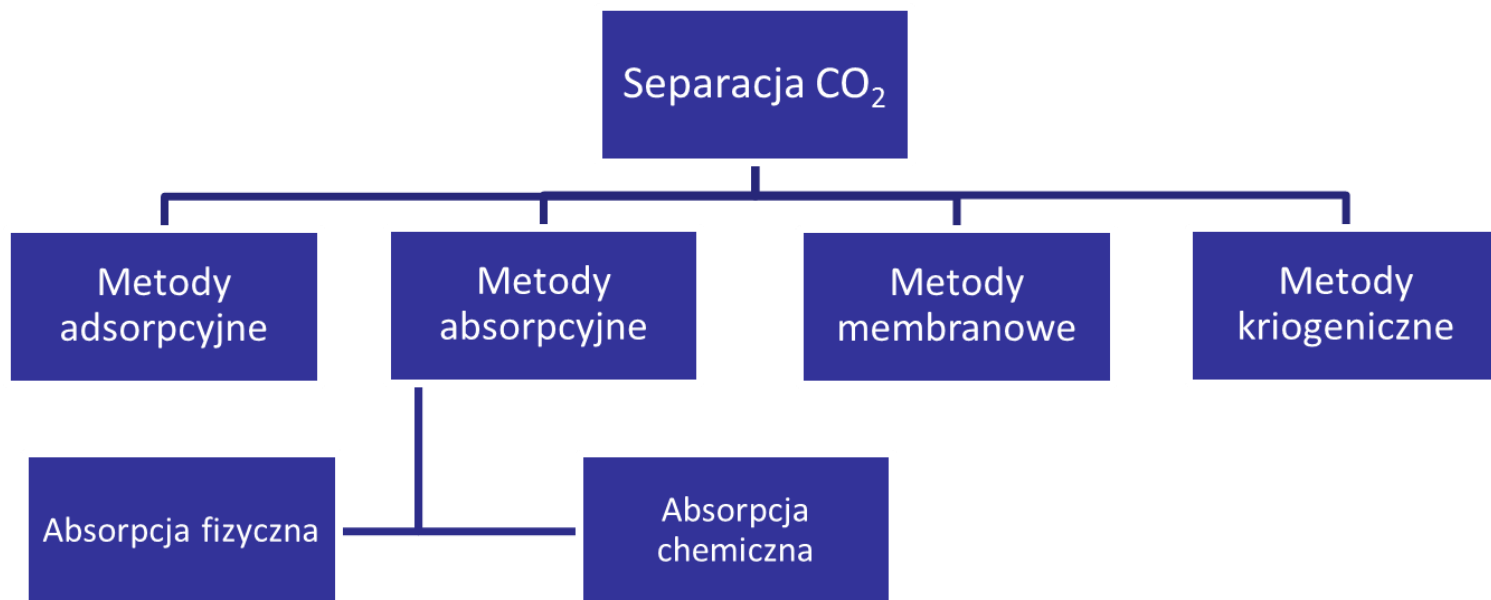 Separacja CO₂
Metody
adsorpcyjne
Metody
absorpcyjne
Metody
membranowe
Metody
kriogeniczne
Absorpcja fizyczna
Absorpcja
chemiczna